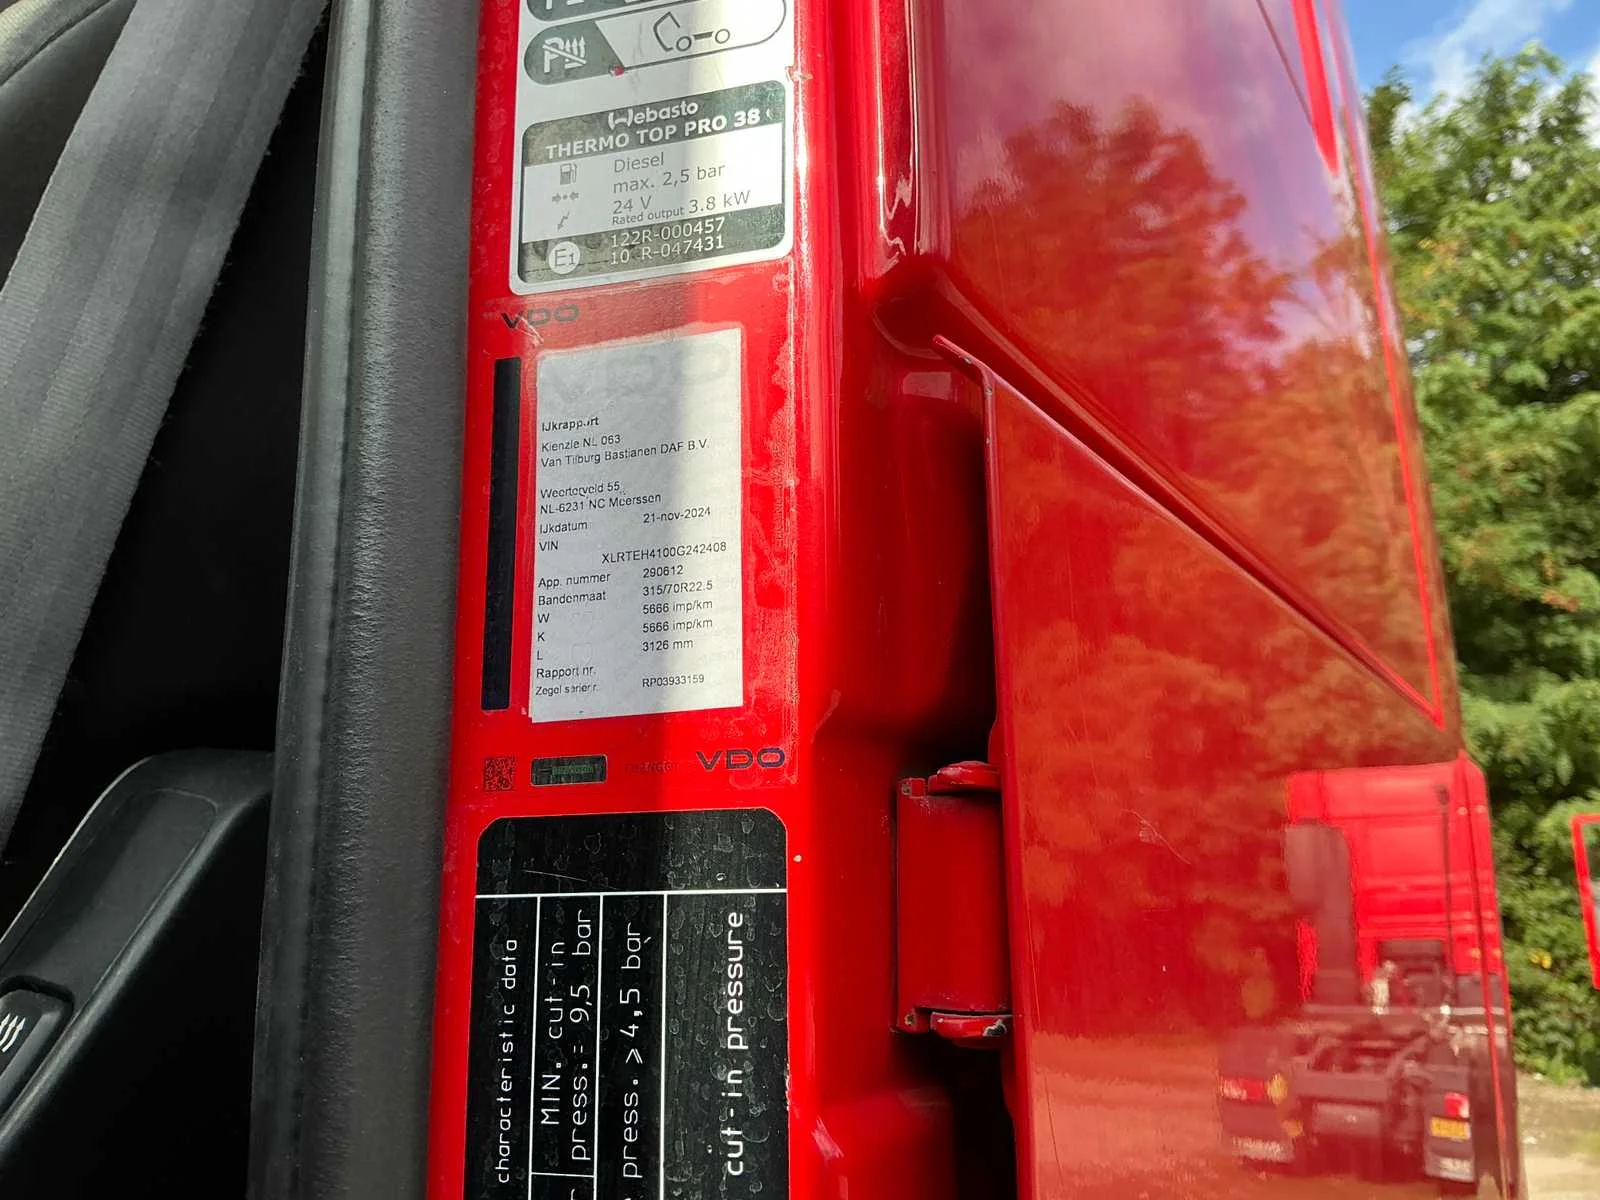 Webasto
THERMO TOP PRO 38
Diesel
max. 2,5 bar
24 V
Rated output 3.8 kW
E1
122R-000457
10 R-047431
VDO
IJkrapport
Kienzle NL 063
Van Tilburg Bastianen DAF B.V.
Weerterveld 55
NL-6231 NC Meerssen
IJkdatum 21-nov-2024
VIN
XLRTEH4100G242408
App. nummer 290612
Bandenmaat 315/70R22.5
W 5666 imp/km
K 5666 imp/km
L 3126 mm
Rapport nr.
Zegel serienr. RP03933159
VDO
characteristic data
MIN. cut-in
press.= 9,5 bar
press. > 4,5 bar
cut-in pressure